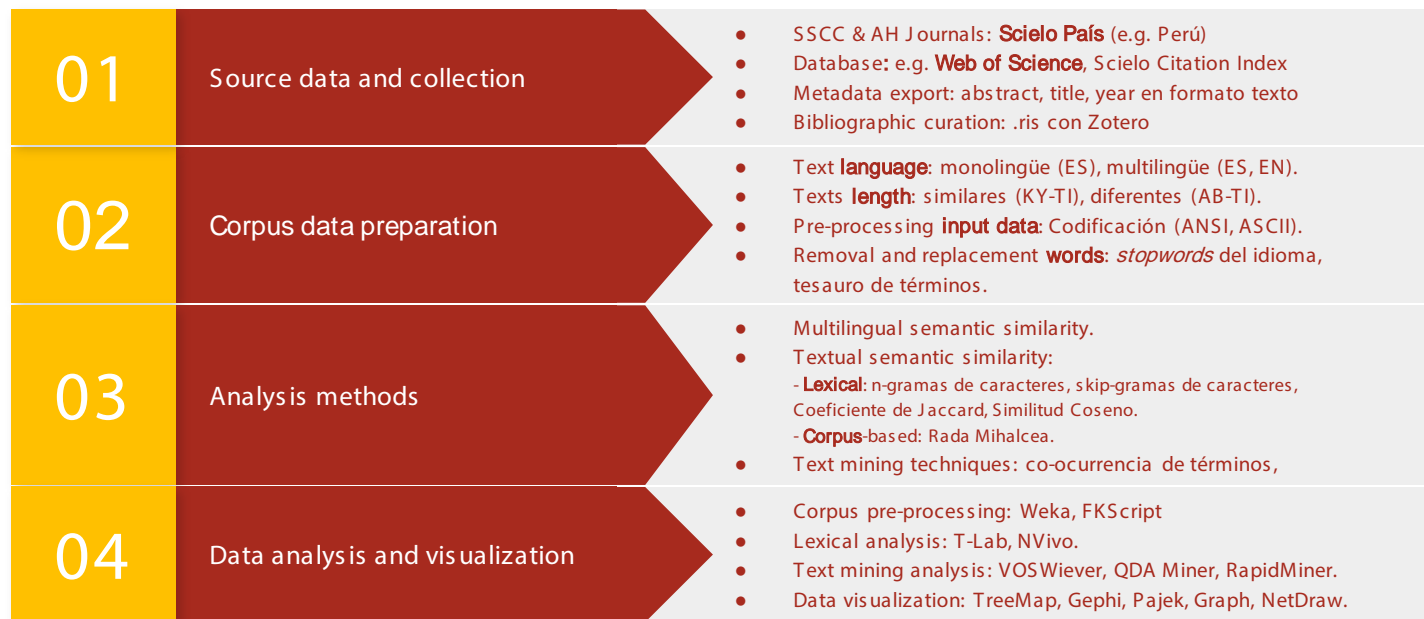 01
Source data and collection
● SSCC & AH Journals: Scielo País (e.g. Perú)
● Database: e.g. Web of Science, Scielo Citation Index
● Metadata export: abstract, title, year en formato texto
● Bibliographic curation: .ris con Zotero
02
Corpus data preparation
● Text language: monolingüe (ES), multilingüe (ES, EN).
● Texts length: similares (KY-TI), diferentes (AB-TI).
● Pre-processing input data: Codificación (ANSI, ASCII).
● Removal and replacement words: stopwords del idioma,
tesauro de términos.
03
Analysis methods
● Multilingual semantic similarity.
● Textual semantic similarity:
- Lexical: n-gramas de caracteres, skip-gramas de caracteres,
Coeficiente de Jaccard, Similitud Coseno.
- Corpus-based: Rada Mihalcea.
● Text mining techniques: co-ocurrencia de términos,
04
Data analysis and visualization
● Corpus pre-processing: Weka, FKScript
● Lexical analysis: T-Lab, NVivo.
● Text mining analysis: VOSWiever, QDA Miner, RapidMiner.
● Data visualization: TreeMap, Gephi, Pajek, Graph, NetDraw.